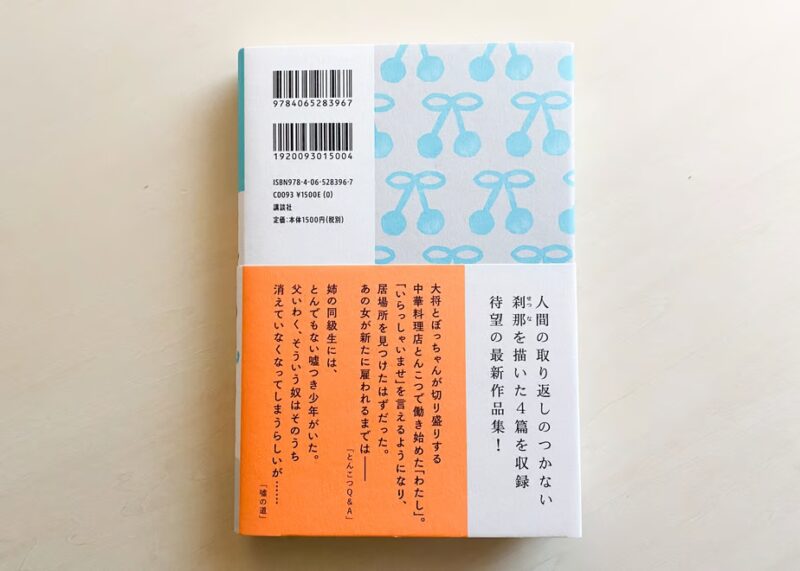 9784065283967
1920093015004
ISBN978-4-06-528396-7
C0093 ¥1500E (0)
講談社
定価:本体1500円(税別)
人間の取り返しのつかない
刹那を描いた4篇を収録
せつな
待望の最新作品集!
大将とぼっちゃんが切り盛りする
中華料理店とんこつで働き始めた「わたし」。
「いらっしゃいませ」を言えるようになり、
居場所を見つけたはずだった。
あの女が新たに雇われるまでは――
「とんこつQ&A」
姉の同級生には、
とんでもない嘘つき少年がいた。
父いわく、そういう奴はそのうち
消えていなくなってしまうらしいが……
「嘘の道」